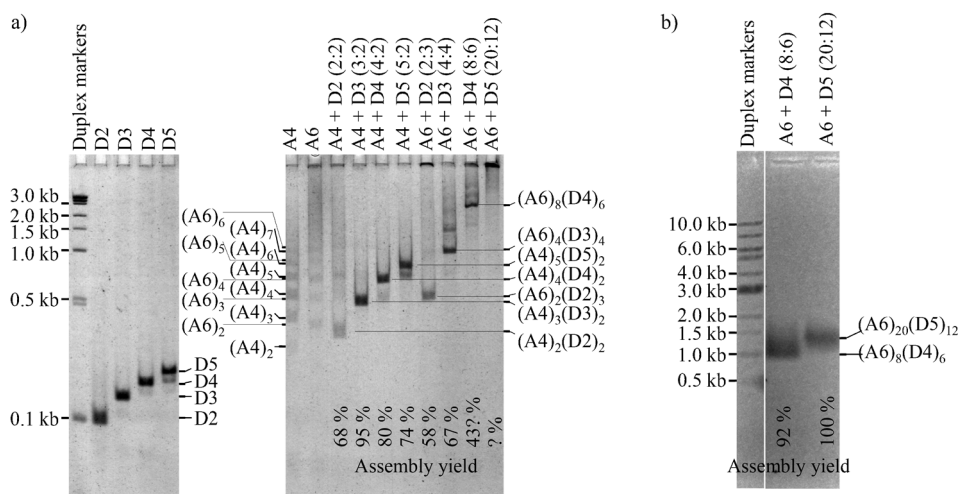 a)
Duplex markers
D2
D3
D4
D5
3.0 kb
2.0 kb
1.5 kb
1.0 kb
0.5 kb
0.1 kb
D5
D4
D3
D2
A4
A6
A4 + D2 (2:2)
A4 + D3 (3:2)
A4 + D4 (4:2)
A4 + D5 (5:2)
A6 + D2 (2:3)
A6 + D3 (4:4)
A6 + D4 (8:6)
A6 + D5 (20:12)
(A6)6
(A4)7
(A6)5
(A4)6
(A4)5
(A6)4
(A4)4
(A6)3
(A4)3
(A6)2
(A4)2
(A6)8(D4)6
(A6)4(D3)4
(A4)5(D5)2
(A4)4(D4)2
(A6)2(D2)3
(A4)3(D3)2
(A4)2(D2)2
68 %
95 %
80 %
74 %
58 %
67 %
43? %
? %
Assembly yield
b)
Duplex markers
A6 + D4 (8:6)
A6 + D5 (20:12)
10.0 kb
6.0 kb
4.0 kb
3.0 kb
2.0 kb
1.5 kb
1.0 kb
0.5 kb
(A6)20(D5)12
(A6)8(D4)6
92 %
100 %
Assembly yield